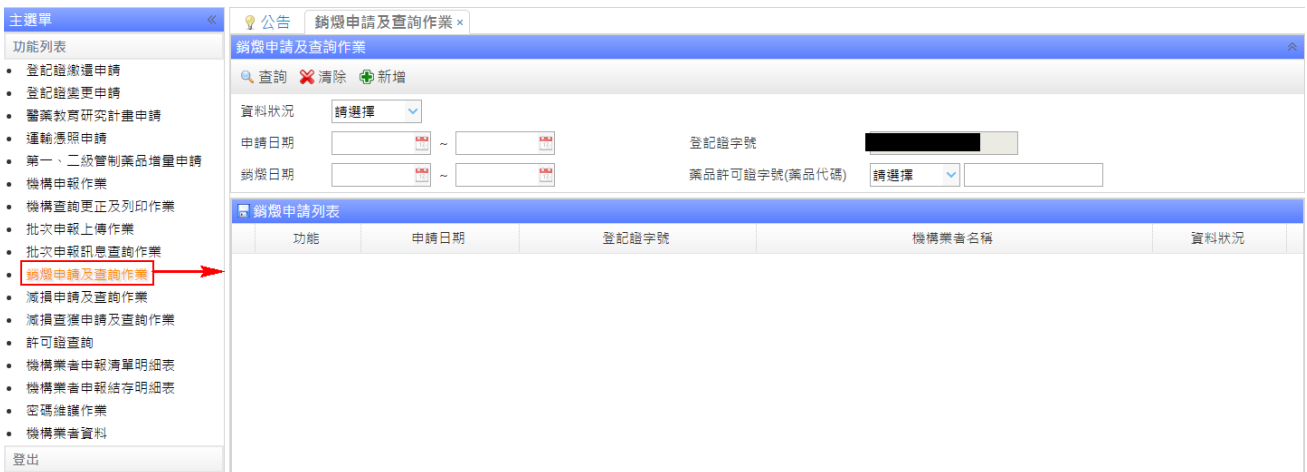 主選單 «
功能列表
登記證繳還申請
登記證變更申請
醫藥教育研究計畫申請
運輸憑照申請
第一、二級管制藥品增量申請
機構申報作業
機構查詢更正及列印作業
批次申報上傳作業
批次申報訊息查詢作業
銷燬申請及查詢作業
減損申請及查詢作業
減損查獲申請及查詢作業
許可證查詢
機構業者申報清單明細表
機構業者申報結存明細表
密碼維護作業
機構業者資料
登出
公告 銷燬申請及查詢作業 ×
銷燬申請及查詢作業
查詢 清除 新增
資料狀況 請選擇
申請日期 ~ 登記證字號
銷燬日期 ~ 藥品許可證字號(藥品代碼) 請選擇
銷燬申請列表
功能 申請日期 登記證字號 機構業者名稱 資料狀況